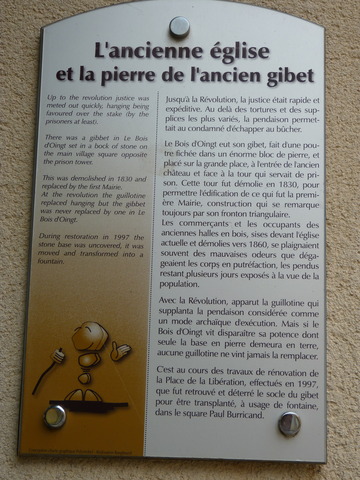 L'ancienne église
et la pierre de l'ancien gibet
Up to the revolution justice was
meted out quickly, hanging being
favoured over the stake (by the
prisoners at least).
There was a gibbett in Le Bois
d'Oingt set in a bock of stone on
the main village square opposite
the prison tower.
This was demolished in 1830 and
replaced by the first Mairie.
At the revolution the guillotine
replaced hanging but the gibbet
was never replaced by one in Le
Bois d'Oingt.
During restoration in 1997 the
stone base was uncovered, it was
moved and transformed into a
fountain.
Jusqu'à la Révolution, la justice était rapide et
expéditive. Au delà des tortures et des sup-
plices les plus variés, la pendaison permet-
tait au condamné d'échapper au bûcher.
Le Bois d'Oingt eut son gibet, fait d'une pou-
tre fichée dans un énorme bloc de pierre, et
placé sur la grande place, à l'entrée de l'ancien
château et face à la tour qui servait de pri-
son. Cette tour fut démolie en 1830, pour
permettre l'édification de ce qui fut la premiè-
re Mairie, construction qui se remarque
toujours par son fronton triangulaire.
Les commerçants et les occupants des
anciennes halles en bois, sises devant l'église
actuelle et démolies vers 1860, se plaignaient
souvent des mauvaises odeurs que déga-
geaient les corps en putréfaction, les pendus
restant plusieurs jours exposés à la vue de la
population.
Avec la Révolution, apparut la guillotine qui
supplanta la pendaison considérée comme
un mode archaïque d'exécution. Mais si le
Bois d'Oingt vit disparaître sa potence dont
seule la base en pierre demeura en terre,
aucune guillotine ne vint jamais la remplacer.
C'est au cours des travaux de rénovation de
la Place de la Libération, effectués en 1997,
que fut retrouvé et déterré le socle du gibet
pour être transplanté, à usage de fontaine,
dans le square Paul Burricand.